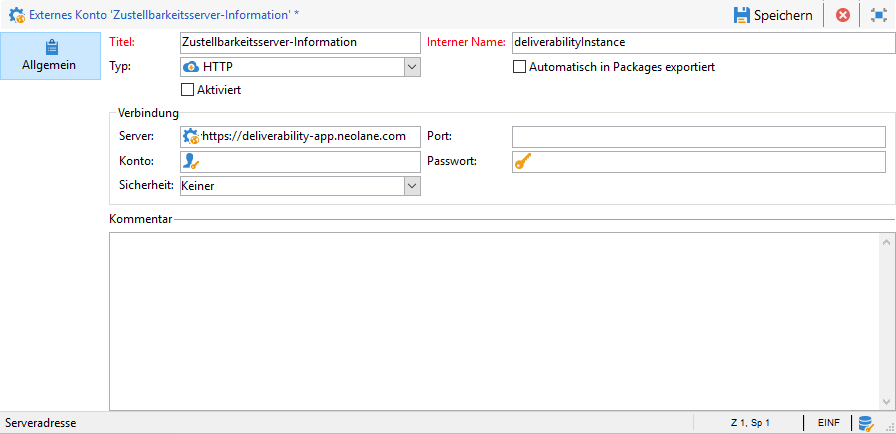 Externes Konto 'Zustellbarkeitsserver-Information' *
Speichern
Allgemein
Titel: Zustellbarkeitsserver-Information Interner Name: deliverabilityInstance
Typ: HTTP Automatisch in Packages exportiert
Aktiviert
Verbindung
Server: https://deliverability-app.neolane.com Port:
Konto: Passwort:
Sicherheit: Keiner
Kommentar
Serveradresse Z 1, Sp 1 EINF